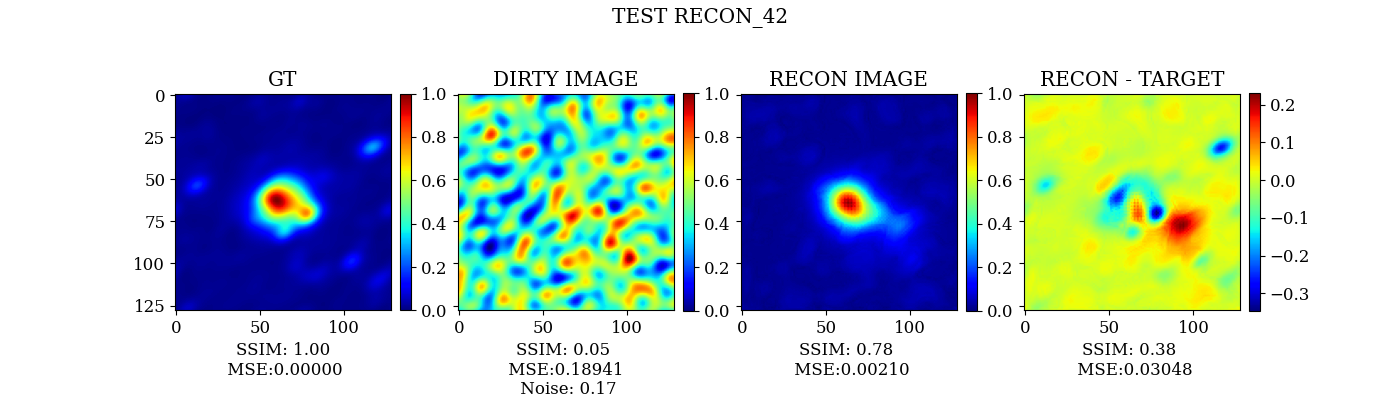 TEST RECON_42
GT
DIRTY IMAGE
RECON IMAGE
RECON - TARGET
0
25
50
75
100
125
0 50 100
1.0
0.8
0.6
0.4
0.2
0.0
0 50 100
1.0
0.8
0.6
0.4
0.2
0.0
0 50 100
1.0
0.8
0.6
0.4
0.2
0.0
0 50 100
0.2
0.1
0.0
−0.1
−0.2
−0.3
SSIM: 1.00
MSE:0.00000
SSIM: 0.05
MSE:0.18941
Noise: 0.17
SSIM: 0.78
MSE:0.00210
SSIM: 0.38
MSE:0.03048